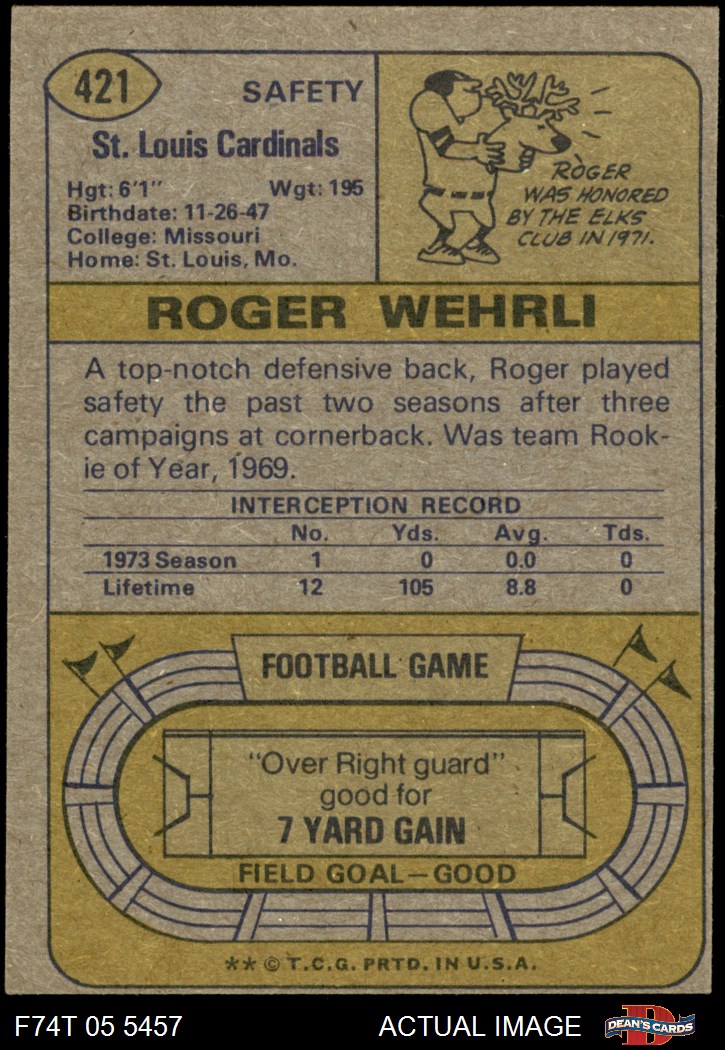 421
SAFETY
St. Louis Cardinals
Hgt: 6'1" Wgt: 195
Birthdate: 11-26-47
College: Missouri
Home: St. Louis, Mo.
ROGER
WAS HONORED
BY THE ELKS
CLUB IN 1971.
ROGER WEHRLI
A top-notch defensive back, Roger played
safety the past two seasons after three
campaigns at cornerback. Was team Rook-
ie of Year, 1969.
INTERCEPTION RECORD
No. Yds. Avg. Tds.
1973 Season 1 0 0.0 0
Lifetime 12 105 8.8 0
FOOTBALL GAME
"Over Right guard"
good for
7 YARD GAIN
FIELD GOAL—GOOD
** © T.C.G. PRTD. IN U.S.A.
F74T 05 5457 ACTUAL IMAGE
D
DEAN'S CARDS